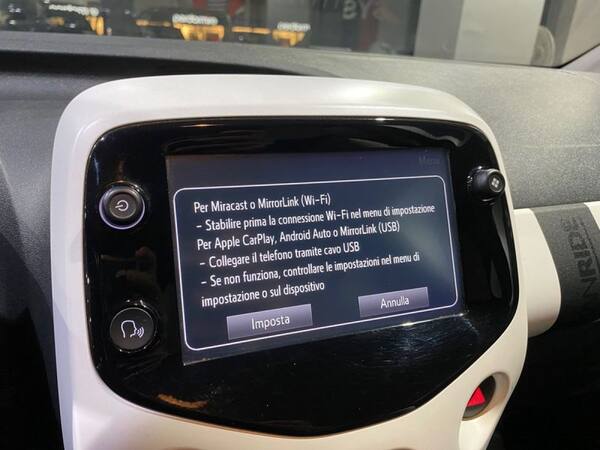 Menu
Per Miracast o MirrorLink (Wi-Fi)
- Stabilire prima la connessione Wi-Fi nel menu di impostazione
Per Apple CarPlay, Android Auto o MirrorLink (USB)
- Collegare il telefono tramite cavo USB
- Se non funziona, controllare le impostazioni nel menu di
impostazione o sul dispositivo
Imposta
Annulla